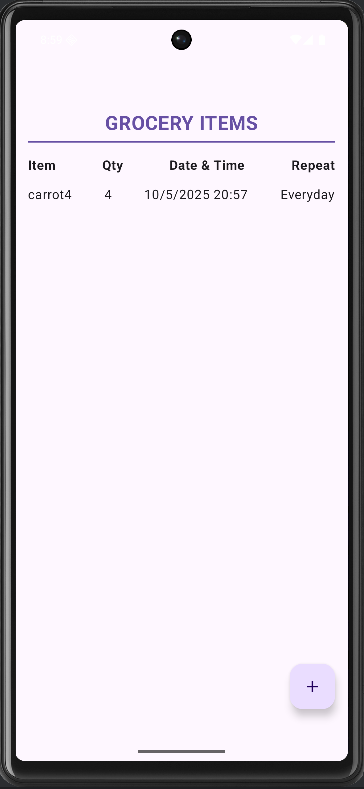 GROCERY ITEMS
Item Qty Date & Time Repeat
carrot4 4 10/5/2025 20:57 Everyday
+